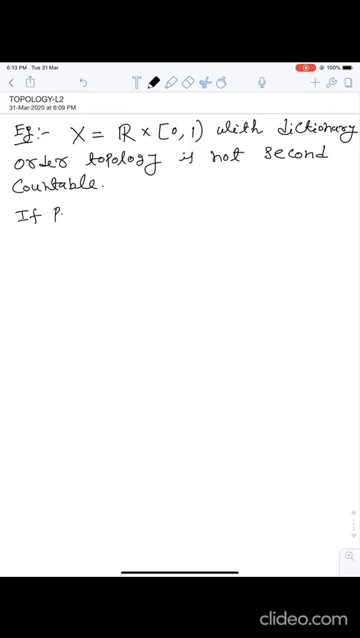 6:13 PM Tue 31 Mar
100%
TOPOLOGY-L2
31-Mar-2020 at 6:09 PM
Eg:- X = ℝ × [0, 1) with dictionary
order topology is not second
countable.
If P
clideo.com